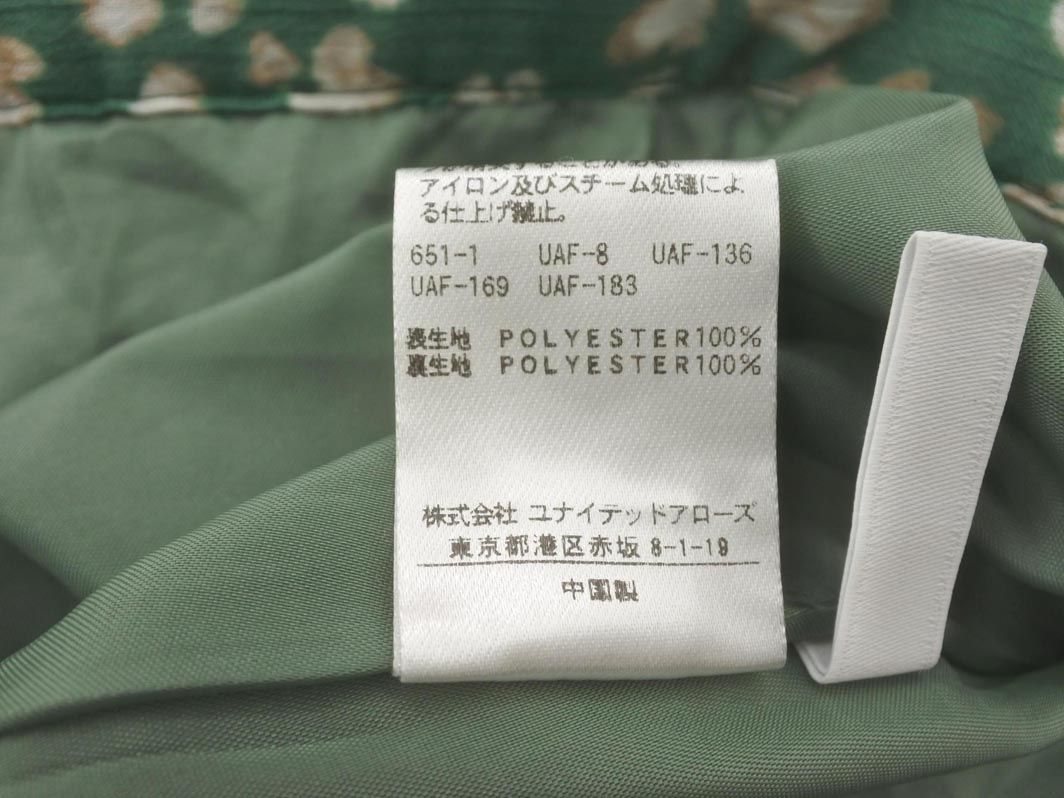 アイロン及びスチーム処理によ
る仕上げ禁止。
651-1 UAF-8 UAF-136
UAF-169 UAF-183
表生地 POLYESTER100%
裏生地 POLYESTER100%
株式会社 ユナイテッドアローズ
東京都港区赤坂 8-1-19
中国製